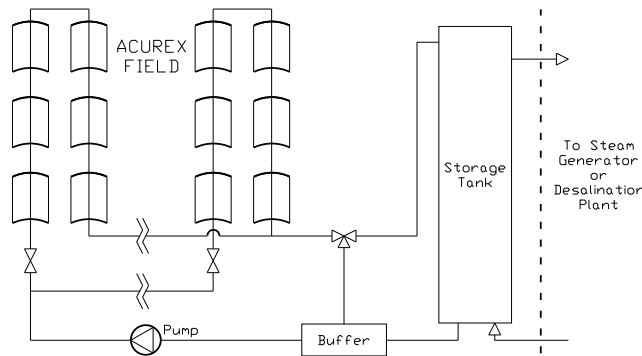 ACUREX
FIELD
Storage
Tank
To Steam
Generator
or
Desalination
Plant
Pump
Buffer